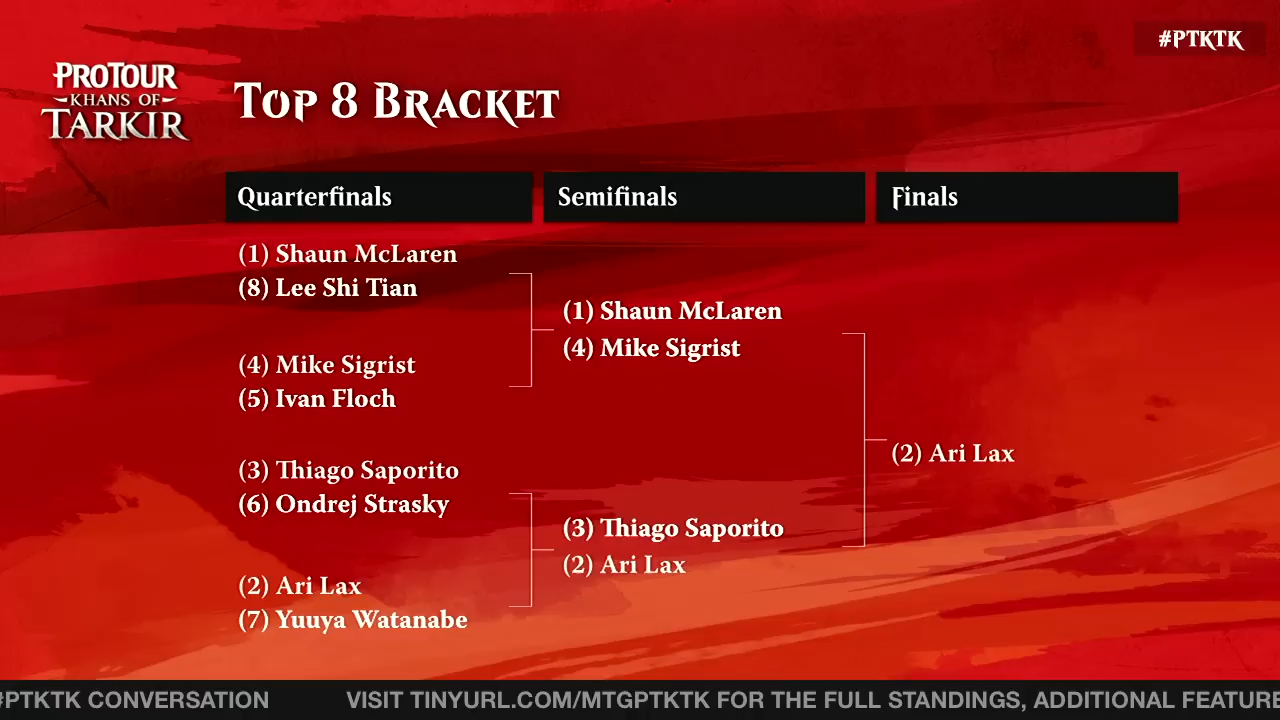 #PTKTK
PROTOUR
KHANS OF
TARKIR
TOP 8 BRACKET
Quarterfinals
Semifinals
Finals
(1) Shaun McLaren
(8) Lee Shi Tian
(4) Mike Sigrist
(5) Ivan Floch
(3) Thiago Saporito
(6) Ondrej Strasky
(2) Ari Lax
(7) Yuuya Watanabe
(1) Shaun McLaren
(4) Mike Sigrist
(3) Thiago Saporito
(2) Ari Lax
(2) Ari Lax
#PTKTK CONVERSATION VISIT TINYURL.COM/MTGPTKTK FOR THE FULL STANDINGS, ADDITIONAL FEATURE